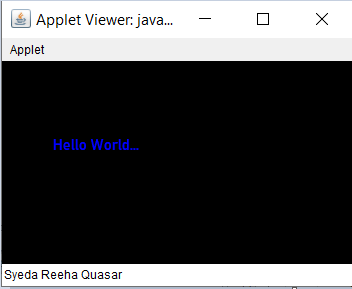 Applet Viewer: java...
Applet
Hello World...
Syeda Reeha Quasar